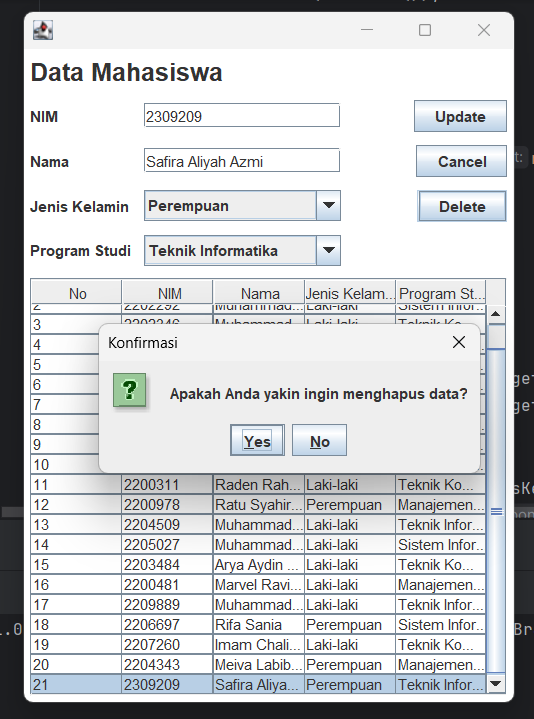 Data Mahasiswa
NIM 2309209 Update
Nama Safira Aliyah Azmi Cancel
Jenis Kelamin Perempuan Delete
Program Studi Teknik Informatika
No NIM Nama Jenis Kelam... Program St...
2 2202292 Muhammad... Laki-laki Sistem Infor...
3 Muhammad... Laki-laki Teknik Ko...
4
5
6
7
8
9
10
Konfirmasi
Apakah Anda yakin ingin menghapus data?
Yes No
11 2200311 Raden Rah... Laki-laki Teknik Ko...
12 2200978 Ratu Syahir... Perempuan Manajemen...
13 2204509 Muhammad... Laki-laki Teknik Infor...
14 2205027 Muhammad... Laki-laki Sistem Infor...
15 2203484 Arya Aydin ... Laki-laki Teknik Ko...
16 2200481 Marvel Ravi... Laki-laki Manajemen...
17 2209889 Muhammad... Laki-laki Teknik Infor...
18 2206697 Rifa Sania Perempuan Sistem Infor...
19 2207260 Imam Chali... Laki-laki Teknik Ko...
20 2204343 Meiva Labib... Perempuan Manajemen...
21 2309209 Safira Aliya... Perempuan Teknik Infor...